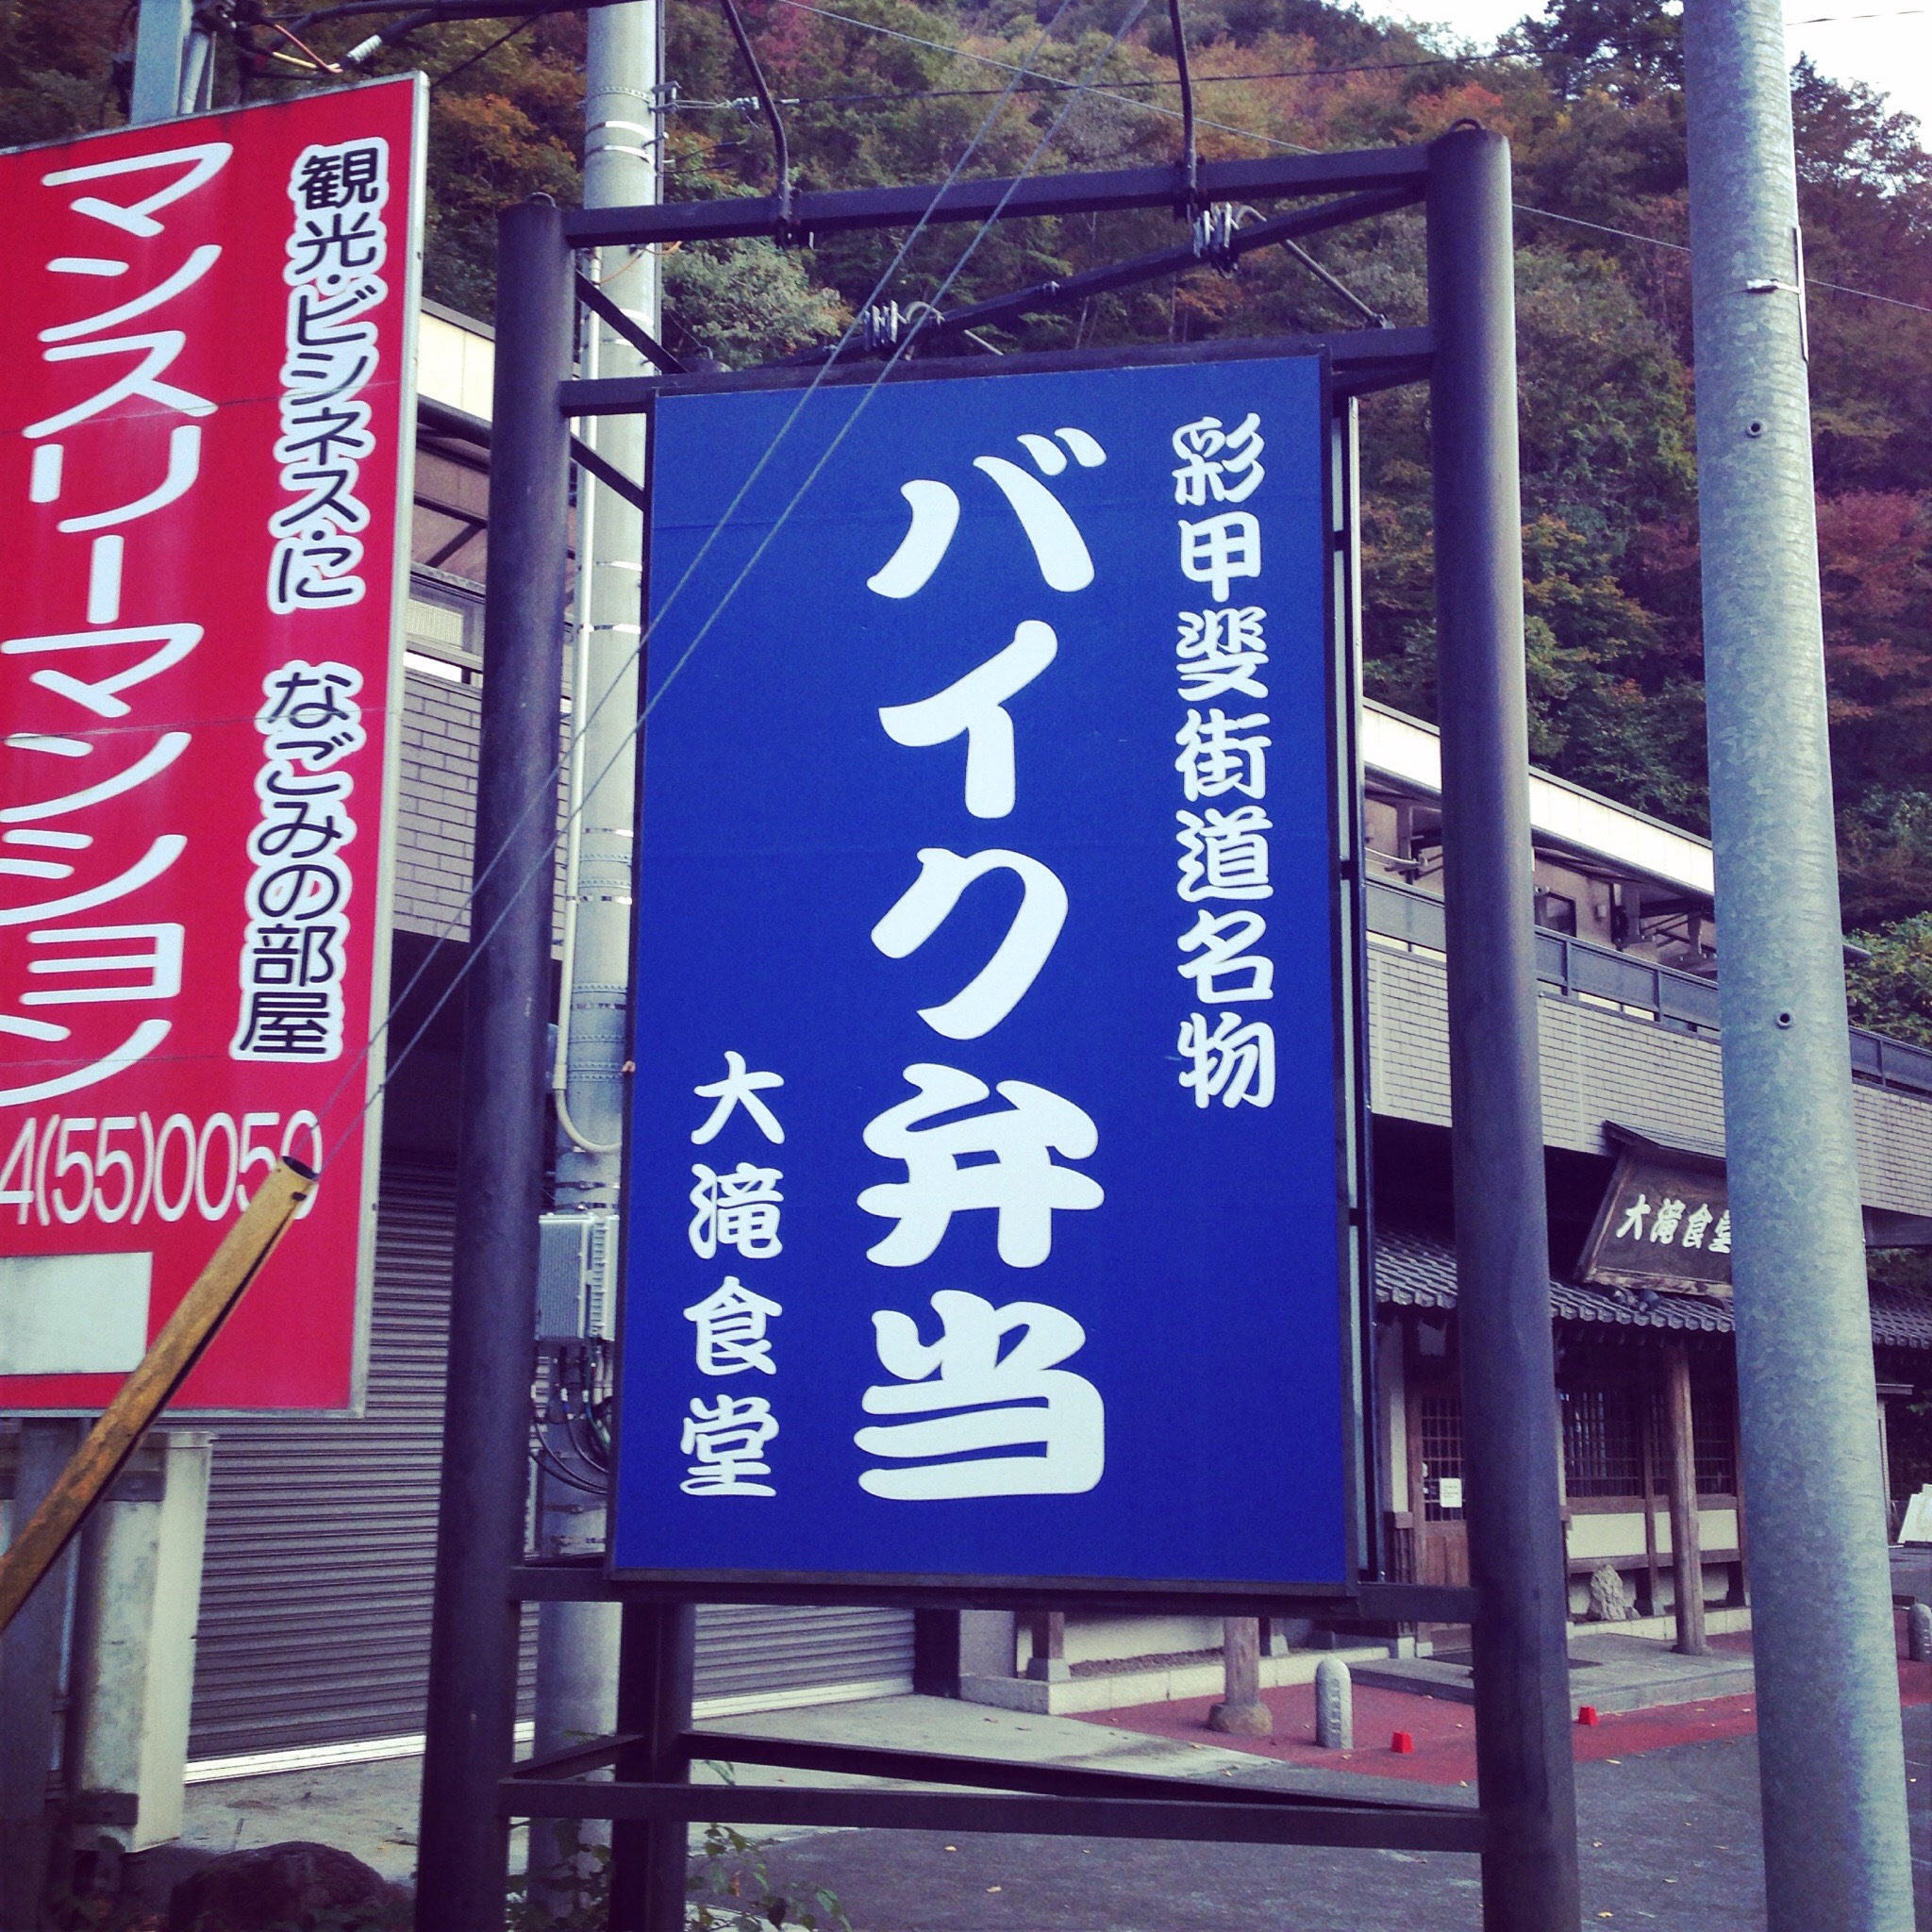 彩甲斐街道名物
バイク弁当
大滝食堂
観光・ビジネスに なごみの部屋
マンスリーマンション
4(55)0059
大滝食堂